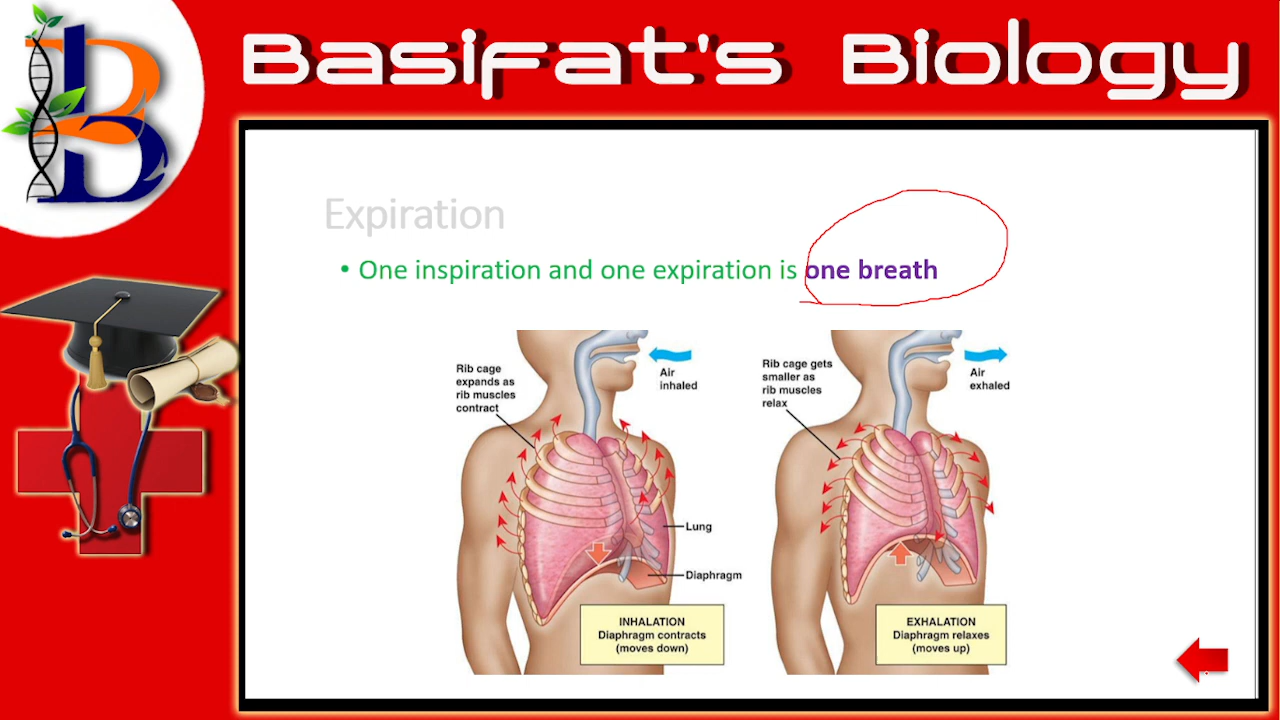 Basifat's Biology
B
Expiration
• One inspiration and one expiration is one breath
Rib cage
expands as
rib muscles
contract
Air
inhaled
Lung
Diaphragm
INHALATION
Diaphragm contracts
(moves down)
Rib cage gets
smaller as
rib muscles
relax
Air
exhaled
EXHALATION
Diaphragm relaxes
(moves up)